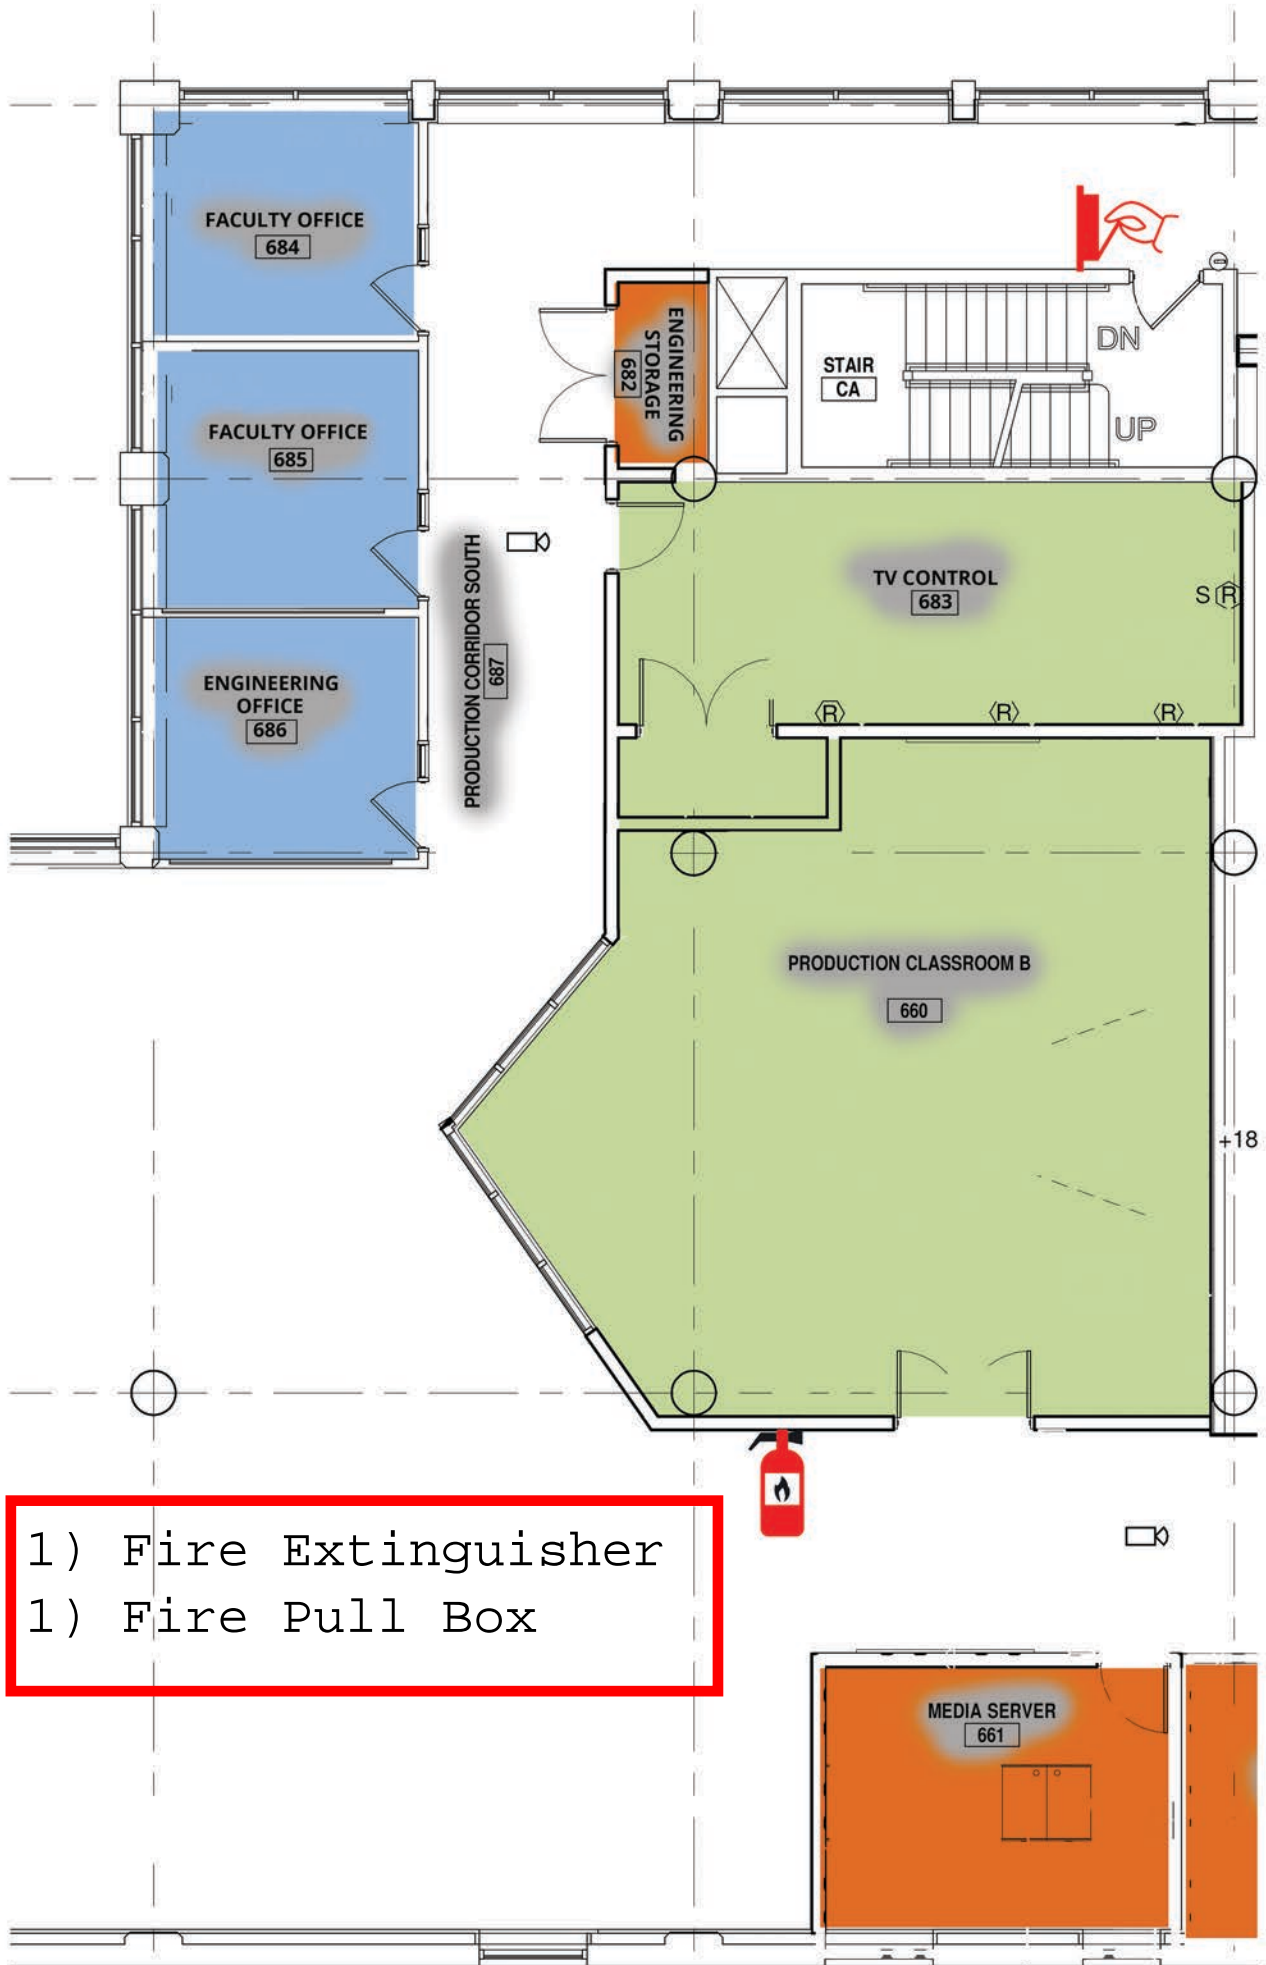 FACULTY OFFICE
684
ENGINEERING
STORAGE
682
DN
STAIR
CA
UP
FACULTY OFFICE
685
PRODUCTION CORRIDOR SOUTH
687
TV CONTROL
683
S R
ENGINEERING
OFFICE
686
R
R
R
PRODUCTION CLASSROOM B
660
+18
1) Fire Extinguisher
1) Fire Pull Box
MEDIA SERVER
661